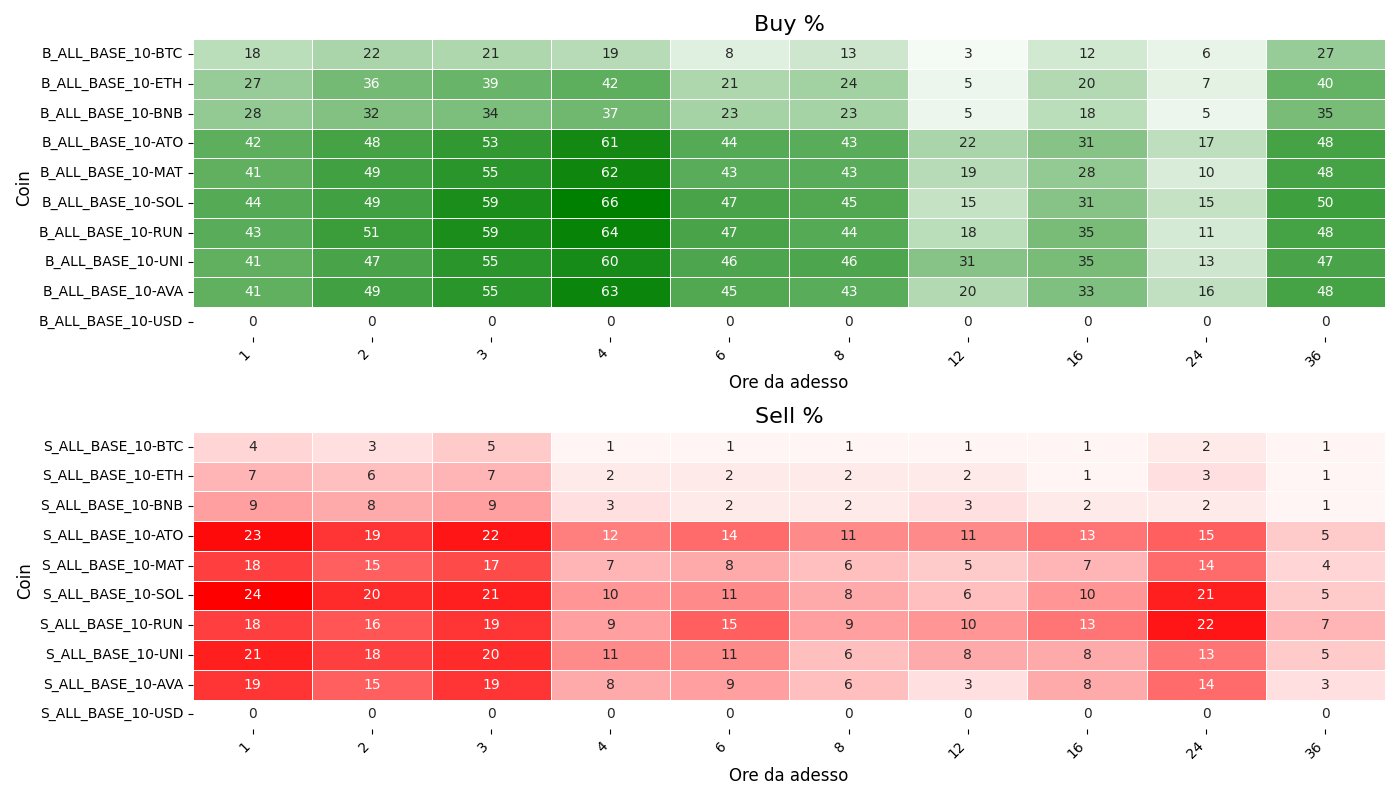 Buy %
Coin
B_ALL_BASE_10-BTC 18 22 21 19 8 13 3 12 6 27
B_ALL_BASE_10-ETH 27 36 39 42 21 24 5 20 7 40
B_ALL_BASE_10-BNB 28 32 34 37 23 23 5 18 5 35
B_ALL_BASE_10-ATO 42 48 53 61 44 43 22 31 17 48
B_ALL_BASE_10-MAT 41 49 55 62 43 43 19 28 10 48
B_ALL_BASE_10-SOL 44 49 59 66 47 45 15 31 15 50
B_ALL_BASE_10-RUN 43 51 59 64 47 44 18 35 11 48
B_ALL_BASE_10-UNI 41 47 55 60 46 46 31 35 13 47
B_ALL_BASE_10-AVA 41 49 55 63 45 43 20 33 16 48
B_ALL_BASE_10-USD 0 0 0 0 0 0 0 0 0 0
1 2 3 4 6 8 12 16 24 36
Ore da adesso
Sell %
Coin
S_ALL_BASE_10-BTC 4 3 5 1 1 1 1 1 2 1
S_ALL_BASE_10-ETH 7 6 7 2 2 2 2 1 3 1
S_ALL_BASE_10-BNB 9 8 9 3 2 2 3 2 2 1
S_ALL_BASE_10-ATO 23 19 22 12 14 11 11 13 15 5
S_ALL_BASE_10-MAT 18 15 17 7 8 6 5 7 14 4
S_ALL_BASE_10-SOL 24 20 21 10 11 8 6 10 21 5
S_ALL_BASE_10-RUN 18 16 19 9 15 9 10 13 22 7
S_ALL_BASE_10-UNI 21 18 20 11 11 6 8 8 13 5
S_ALL_BASE_10-AVA 19 15 19 8 9 6 3 8 14 3
S_ALL_BASE_10-USD 0 0 0 0 0 0 0 0 0 0
1 2 3 4 6 8 12 16 24 36
Ore da adesso